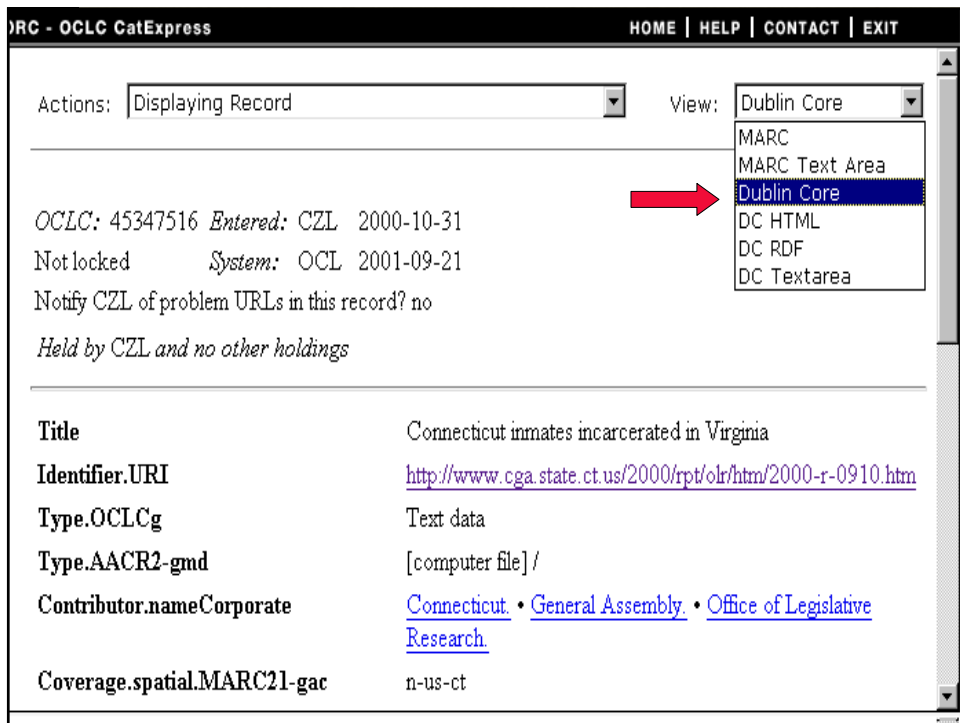 ORC - OCLC CatExpress HOME | HELP | CONTACT | EXIT
Actions: Displaying Record View: Dublin Core
MARC
MARC Text Area
Dublin Core
DC HTML
DC RDF
DC Textarea
OCLC: 45347516 Entered: CZL 2000-10-31
Not locked System: OCL 2001-09-21
Notify CZL of problem URLs in this record? no
Held by CZL and no other holdings
Title Connecticut inmates incarcerated in Virginia
Identifier.URI http://www.cga.state.ct.us/2000/rpt/olr/htm/2000-r-0910.htm
Type.OCLCg Text data
Type.AACR2-gmd [computer file] /
Contributor.nameCorporate Connecticut. • General Assembly. • Office of Legislative
Research.
Coverage.spatial.MARC21-gac n-us-ct